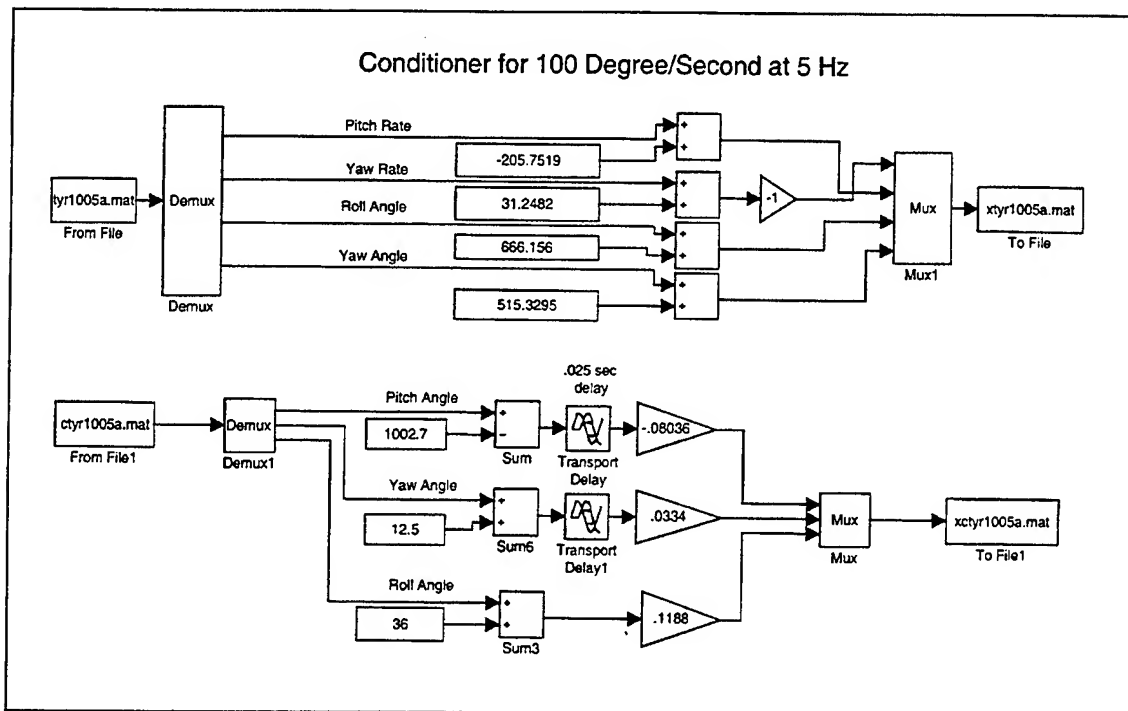 Conditioner for 100 Degree/Second at 5 Hz
Pitch Rate
-205.7519
Yaw Rate
31.2482
Roll Angle
666.156
Yaw Angle
515.3295
tyr1005a.mat
From File
Demux
Demux
+
+
+
+
+
+
+
+
-1
Mux
Mux1
xtyr1005a.mat
To File
ctyr1005a.mat
From File1
Demux
Demux1
Pitch Angle
1002.7
+
−
Sum
.025 sec
delay
Transport
Delay
-.08036
Yaw Angle
12.5
+
+
Sum6
Transport
Delay1
.0334
Roll Angle
36
+
+
Sum3
.1188
Mux
Mux
xctyr1005a.mat
To File1